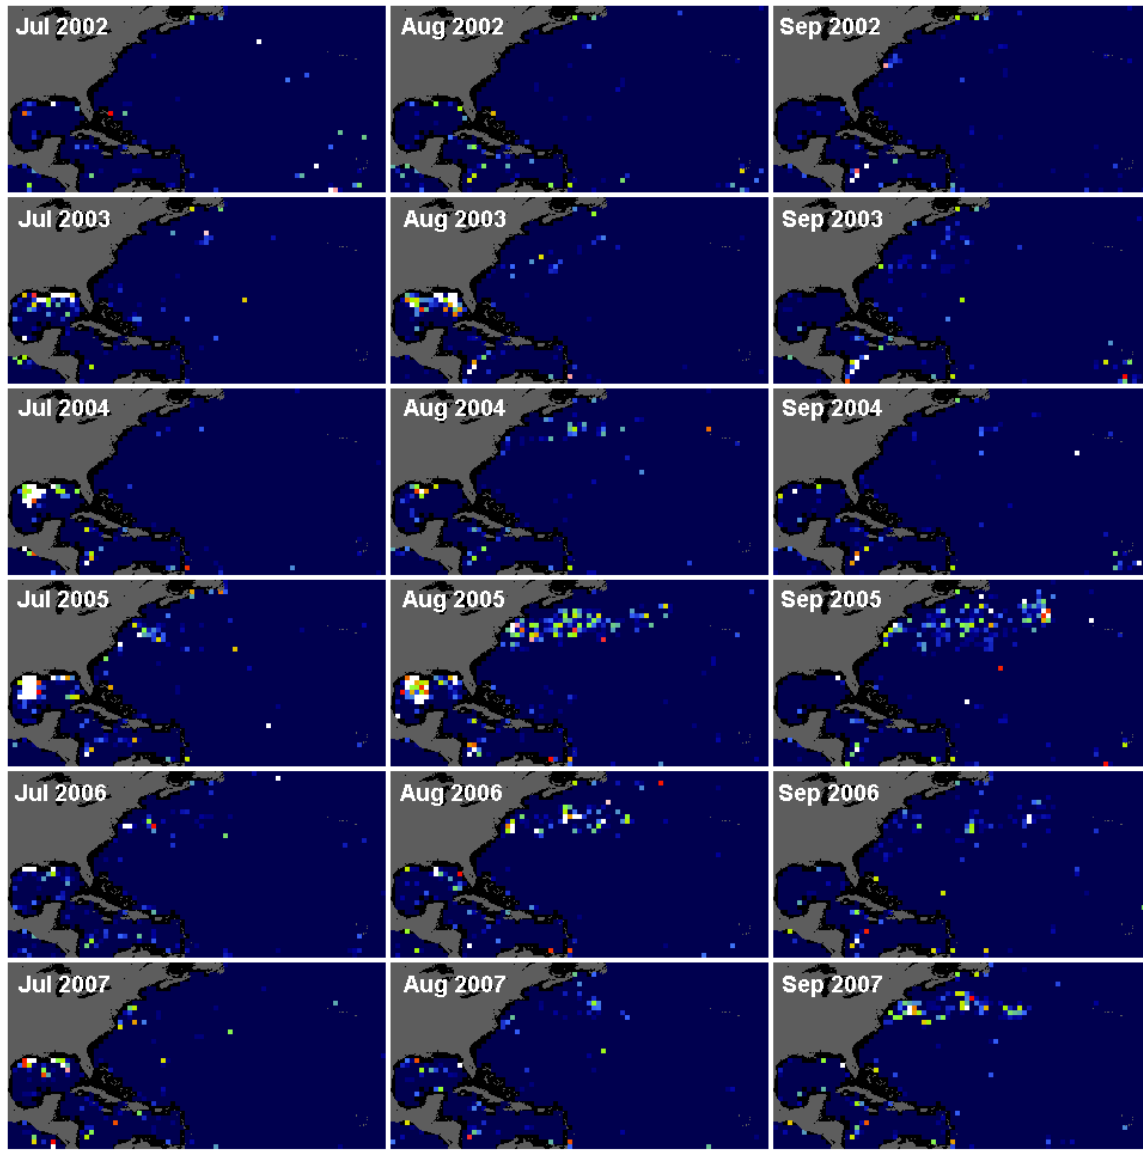 Jul 2002 Aug 2002 Sep 2002
Jul 2003 Aug 2003 Sep 2003
Jul 2004 Aug 2004 Sep 2004
Jul 2005 Aug 2005 Sep 2005
Jul 2006 Aug 2006 Sep 2006
Jul 2007 Aug 2007 Sep 2007